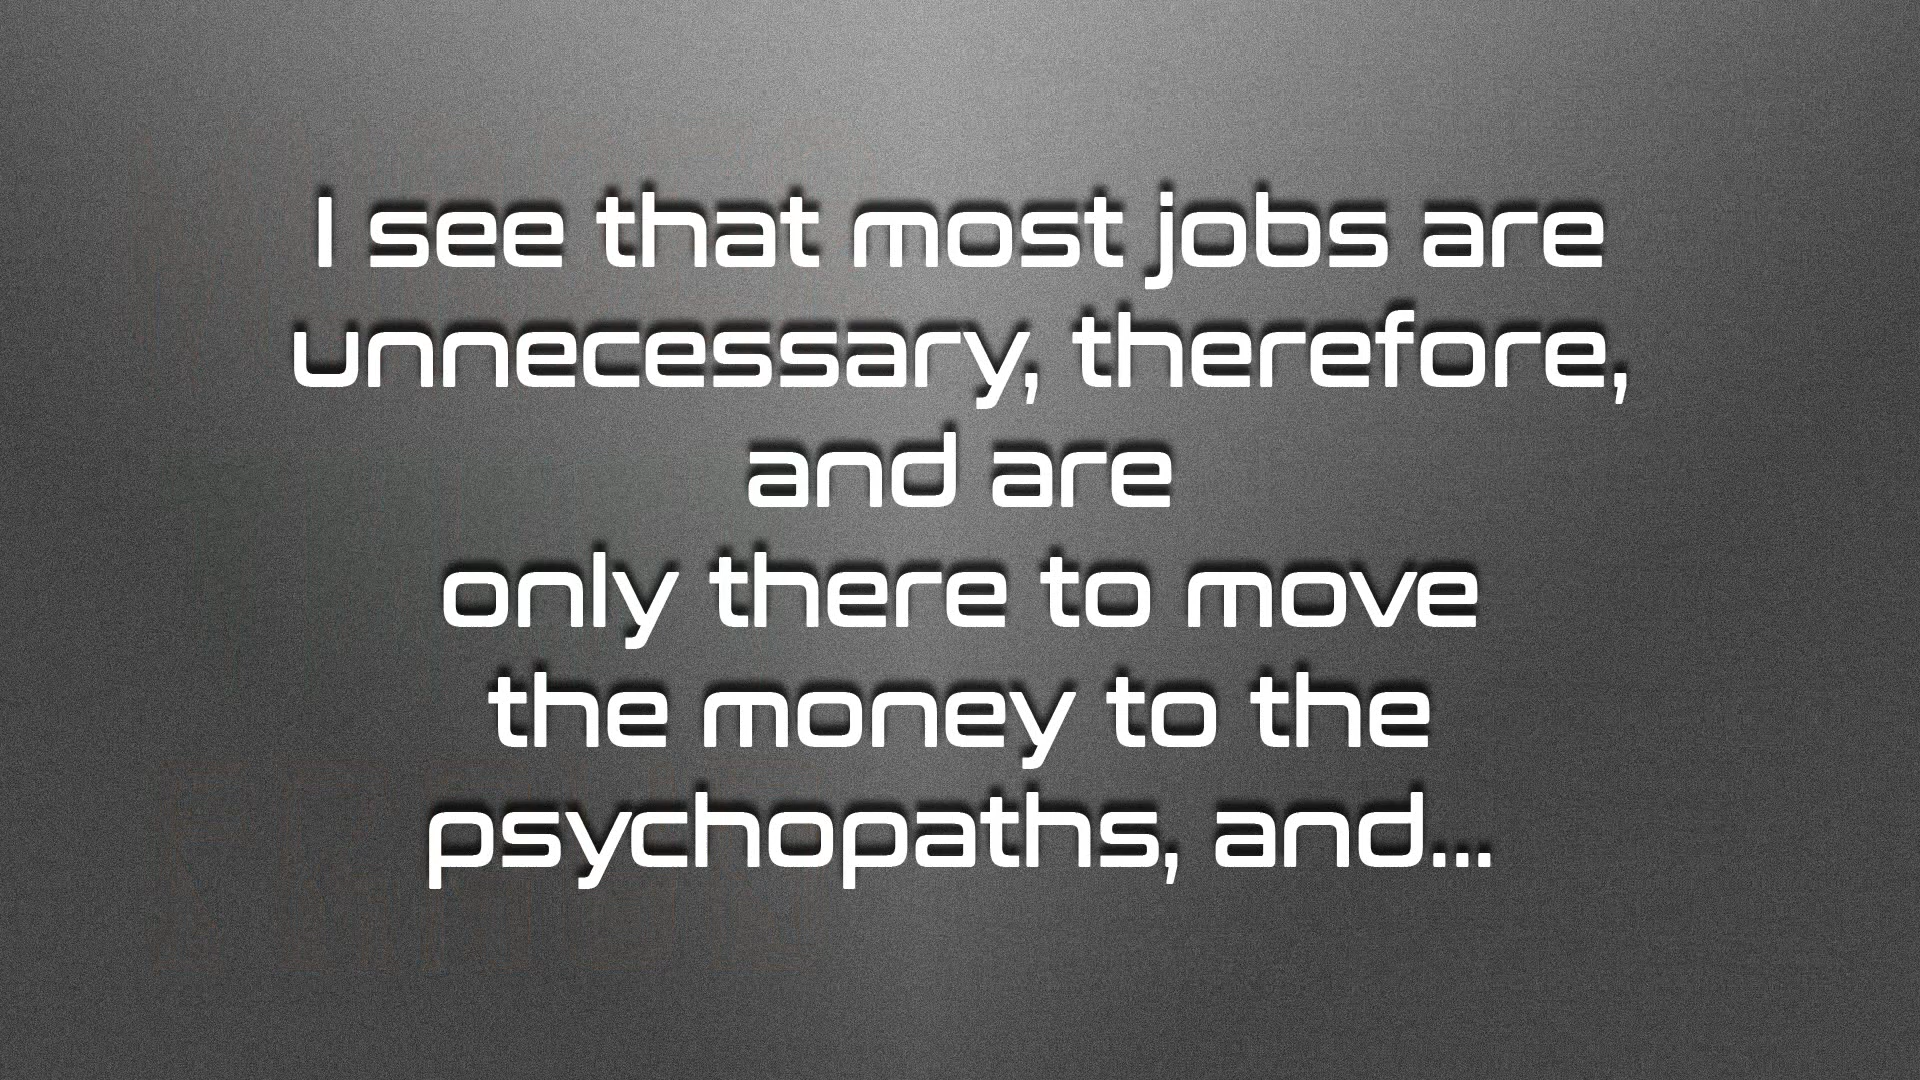 I see that most jobs are
unnecessary, therefore,
and are
only there to move
the money to the
psychopaths, and...